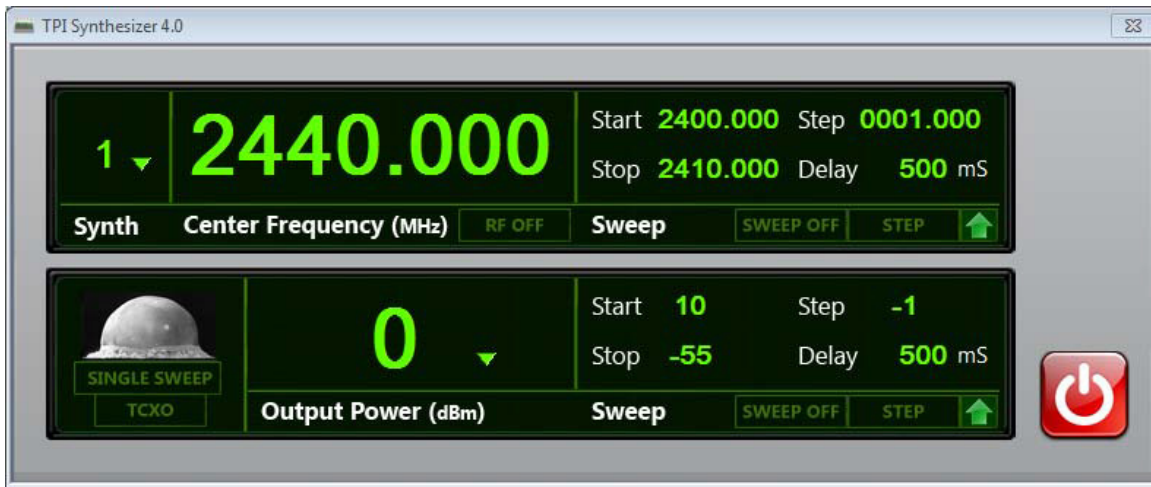 TPI Synthesizer 4.0
1
2440.000
Start 2400.000 Step 0001.000
Stop 2410.000 Delay 500 mS
Synth Center Frequency (MHz) RF OFF Sweep SWEEP OFF STEP
0
Start 10 Step -1
Stop -55 Delay 500 mS
SINGLE SWEEP
TCXO
Output Power (dBm) Sweep SWEEP OFF STEP